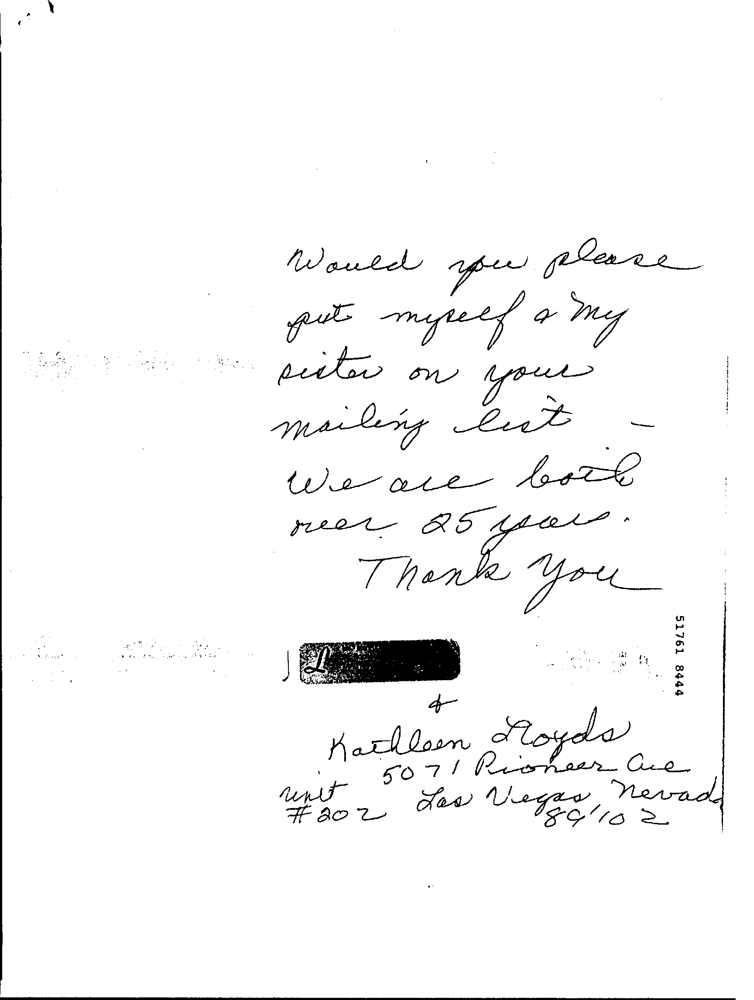 Would you please
put myself & my
sister on your
mailing list -
We are both
over 25 years.
Thank You
L
&
Kathleen Lloyds
5071 Pioneer Ave
unit
#202 Las Vegas Nevada
89102
51761 8444